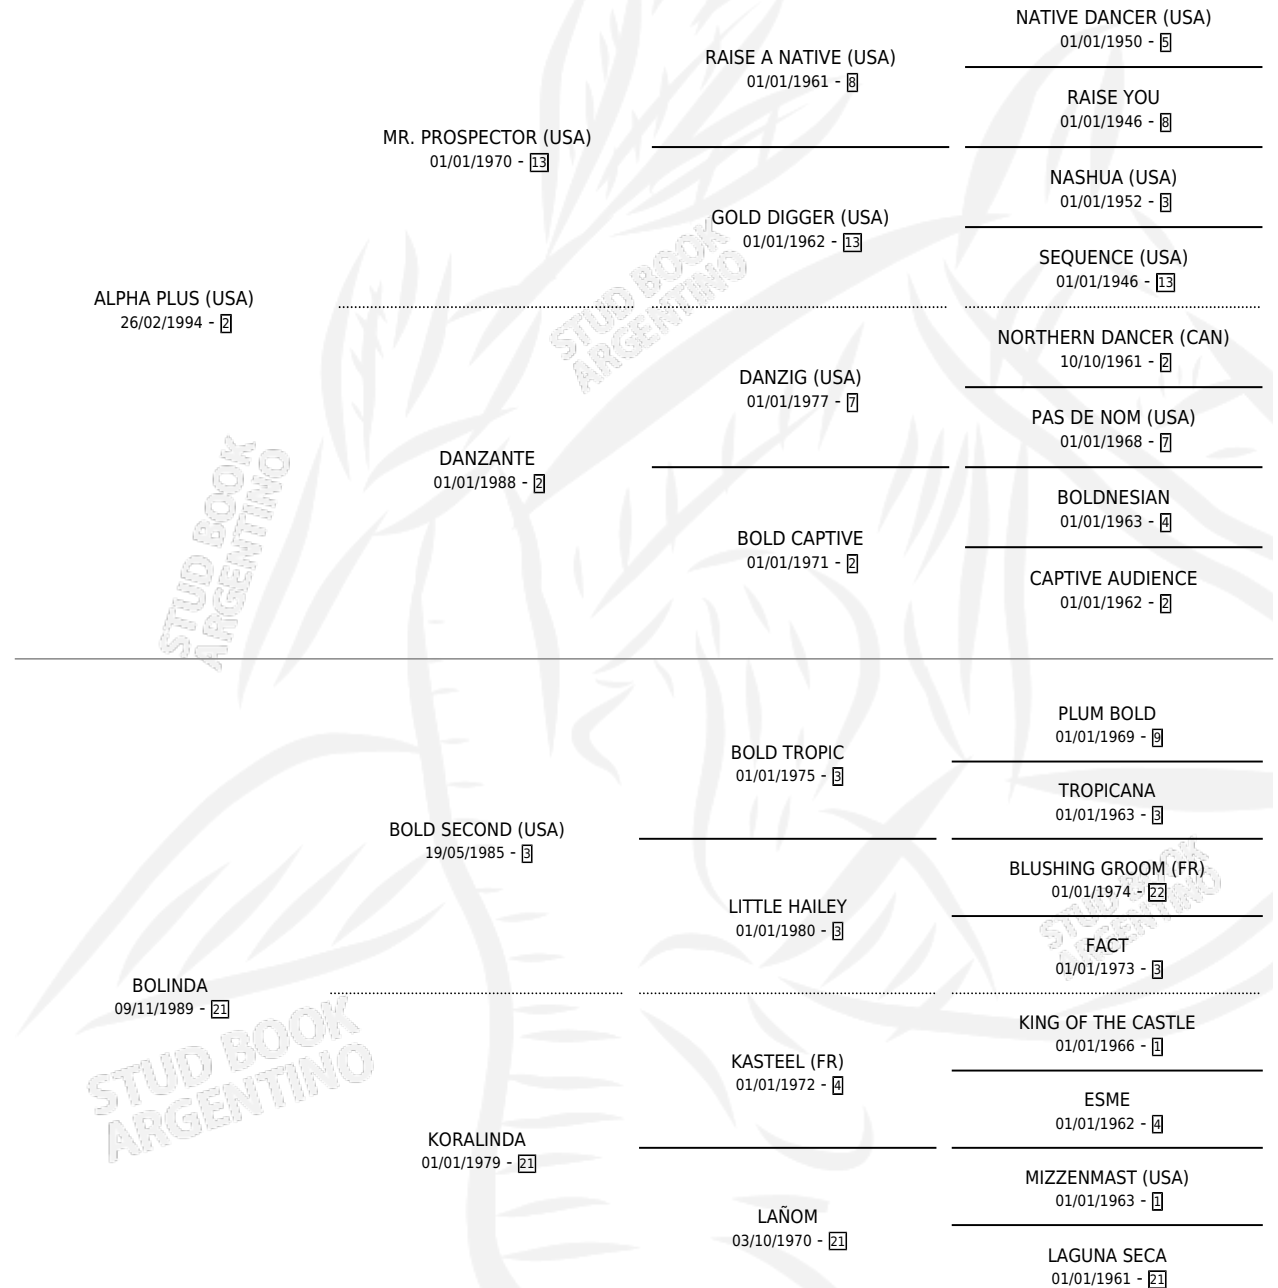 NATIVE DANCER (USA)
01/01/1950 - 5
RAISE A NATIVE (USA)
01/01/1961 - 8
RAISE YOU
01/01/1946 - 8
MR. PROSPECTOR (USA)
01/01/1970 - 13
NASHUA (USA)
01/01/1952 - 3
GOLD DIGGER (USA)
01/01/1962 - 13
SEQUENCE (USA)
01/01/1946 - 13
STUD BOOK
ARGENTINO
ALPHA PLUS (USA)
26/02/1994 - 2
NORTHERN DANCER (CAN)
10/10/1961 - 2
DANZIG (USA)
01/01/1977 - 7
PAS DE NOM (USA)
01/01/1968 - 7
DANZANTE
01/01/1988 - 2
BOLDNESIAN
01/01/1963 - 4
BOLD CAPTIVE
01/01/1971 - 2
CAPTIVE AUDIENCE
01/01/1962 - 2
STUD BOOK
ARGENTINO
PLUM BOLD
01/01/1969 - 9
BOLD TROPIC
01/01/1975 - 3
TROPICANA
01/01/1963 - 3
BOLD SECOND (USA)
19/05/1985 - 3
BLUSHING GROOM (FR)
01/01/1974 - 22
LITTLE HAILEY
01/01/1980 - 3
FACT
01/01/1973 - 3
STUD BOOK
ARGENTINO
BOLINDA
09/11/1989 - 21
KING OF THE CASTLE
01/01/1966 - 1
KASTEEL (FR)
01/01/1972 - 4
ESME
01/01/1962 - 4
STUD BOOK
ARGENTINO
KORALINDA
01/01/1979 - 21
MIZZENMAST (USA)
01/01/1963 - 1
LAÑOM
03/10/1970 - 21
LAGUNA SECA
01/01/1961 - 21